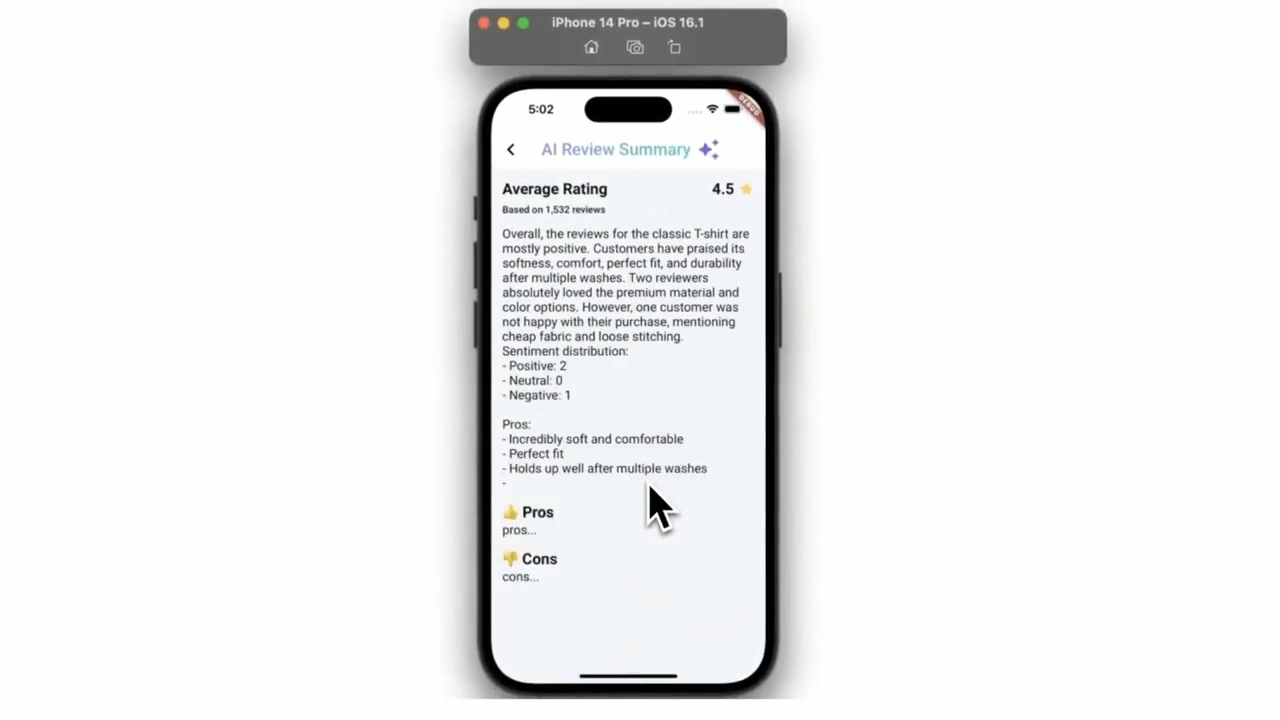 iPhone 14 Pro – iOS 16.1
5:02
DEBUG
AI Review Summary
Average Rating 4.5
Based on 1,532 reviews
Overall, the reviews for the classic T-shirt are
mostly positive. Customers have praised its
softness, comfort, perfect fit, and durability
after multiple washes. Two reviewers
absolutely loved the premium material and
color options. However, one customer was
not happy with their purchase, mentioning
cheap fabric and loose stitching.
Sentiment distribution:
- Positive: 2
- Neutral: 0
- Negative: 1
Pros:
- Incredibly soft and comfortable
- Perfect fit
- Holds up well after multiple washes
-
👍 Pros
pros...
👎 Cons
cons...